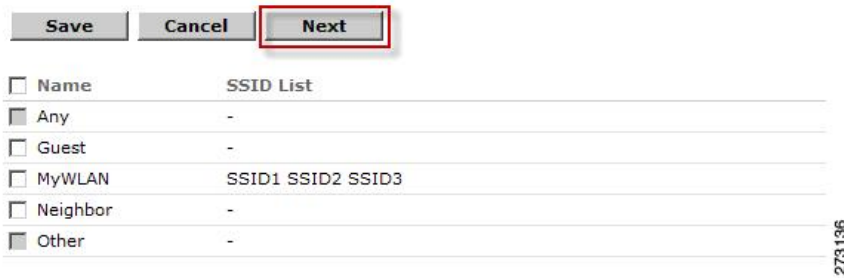 Save Cancel Next
Name SSID List
Any -
Guest -
MyWLAN SSID1 SSID2 SSID3
Neighbor -
Other -
273136